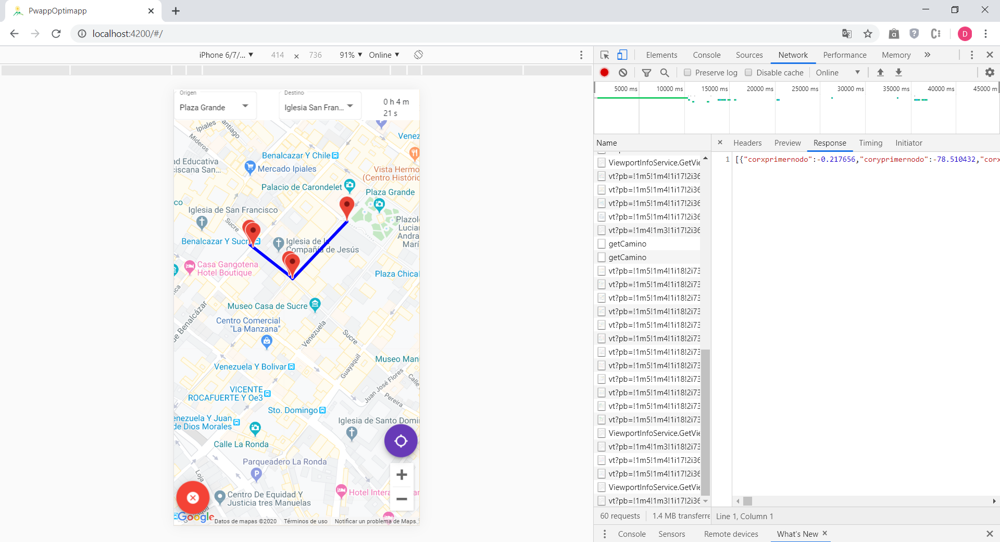 PwappOptimapp
localhost:4200/#/
D
iPhone 6/7/... 414 × 736 91% Online
Elements Console Sources Network Performance Memory
Preserve log Disable cache Online
5000 ms 10000 ms 15000 ms 20000 ms 25000 ms 30000 ms 35000 ms 40000 ms 45000
Origen
Plaza Grande
Destino
Iglesia San Fran...
0 h 4 m
21 s
Ipiales
Mideros
Venez
Benalcazar Y Chile
ad Educativa
ciscana San...
Mercado Ipiales
Vista Hermo
(Centro Históric
Palacio de Carondelet
Plaza Grande
co
Iglesia de San Francisco
Sucre
Plazol
Lucian
Andra
Marí
Benalcazar Y Sucre
Iglesia de la
Compañía de Jesús
Casa Gangotena
Hotel Boutique
Plaza Chical
Museo Casa de Sucre
de Benalcázar
Centro Comercial
"La Manzana"
Venezuela
Sucre
Museo Man
Guayaquil
Venezuela Y Bolivar
Juan José Flores
Calle
VICENTE
ROCAFUERTE Y Oe3
Pereira
Sto. Domingo
enezuela Y Juan
de Dios Morales
Iglesia de Santo Domi
Calle La Ronda
Parqueadero La Ronda
P
Loja
Centro De Equidad Y
Justicia tres Manuelas
Hotel Intera
ar
Google
Datos de mapas ©2020 Términos de uso Notificar un problema de Maps
Name
ViewportInfoService.GetVie
vt?pb=!1m5!1m4!1i17!2i36
vt?pb=!1m5!1m4!1i17!2i36
vt?pb=!1m5!1m4!1i17!2i36
vt?pb=!1m5!1m4!1i17!2i36
vt?pb=!1m4!1m3!1i17!2i36
getCamino
getCamino
vt?pb=!1m5!1m4!1i18!2i73
vt?pb=!1m5!1m4!1i18!2i73
vt?pb=!1m5!1m4!1i18!2i73
vt?pb=!1m5!1m4!1i18!2i73
vt?pb=!1m5!1m4!1i18!2i73
vt?pb=!1m5!1m4!1i18!2i73
vt?pb=!1m5!1m4!1i18!2i73
vt?pb=!1m5!1m4!1i18!2i73
vt?pb=!1m5!1m4!1i18!2i73
vt?pb=!1m5!1m4!1i18!2i73
vt?pb=!1m5!1m4!1i18!2i73
vt?pb=!1m5!1m4!1i18!2i73
ViewportInfoService.GetVie
vt?pb=!1m4!1m3!1i18!2i73
vt?pb=!1m5!1m4!1i17!2i36
vt?pb=!1m5!1m4!1i17!2i36
ViewportInfoService.GetVie
vt?pb=!1m4!1m3!1i17!2i36
60 requests 1.4 MB transferre
Headers Preview Response Timing Initiator
1 [{"corxprimernodo":-0.217656,"coryprimernodo":-78.510432,"corx
Line 1, Column 1
Console Sensors Remote devices What's New